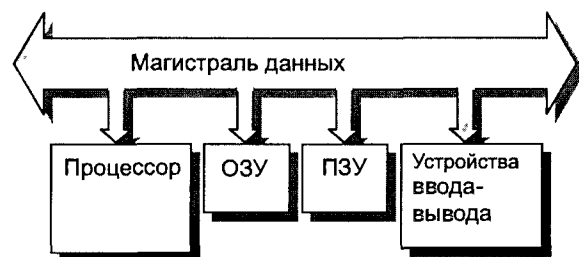 Магистраль данных
Процессор
ОЗУ
ПЗУ
Устройства
ввода-
вывода